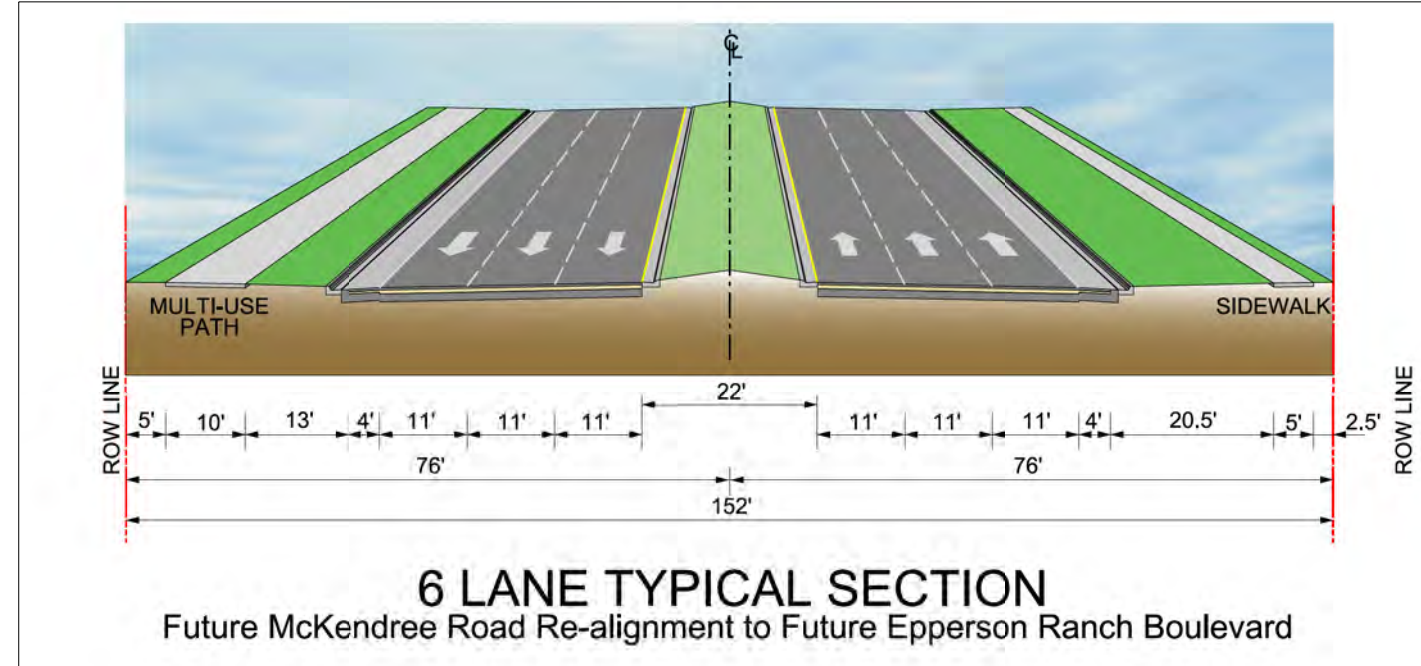 ℄
MULTI-USE
PATH
SIDEWALK
ROW LINE
ROW LINE
22'
5' 10' 13' 4' 11' 11' 11' 11' 11' 11' 4' 20.5' 5' 2.5'
76' 76'
152'
6 LANE TYPICAL SECTION
Future McKendree Road Re-alignment to Future Epperson Ranch Boulevard